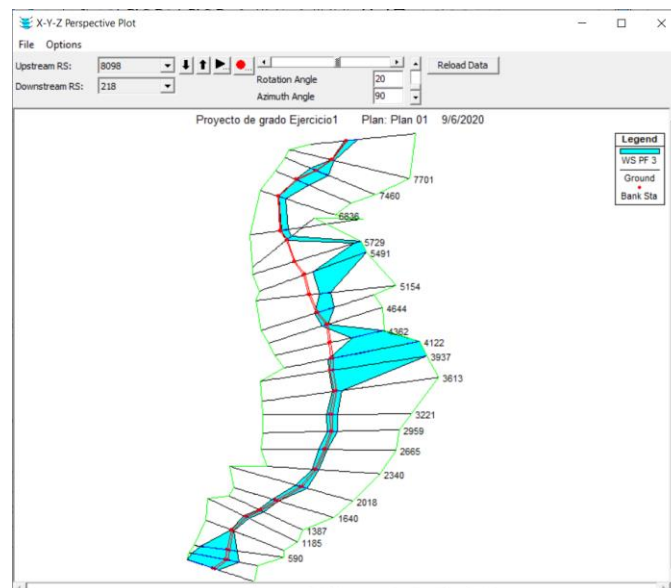 X-Y-Z Perspective Plot
File Options
Upstream RS: 8098
Downstream RS: 218
Rotation Angle 20
Azimuth Angle 90
Reload Data
Proyecto de grado Ejercicio1 Plan: Plan 01 9/6/2020
Legend
WS PF 3
Ground
Bank Sta
7701
7460
6836
5729
5491
5154
4644
4362
4122
3937
3613
3221
2959
2665
2340
2018
1640
1387
1185
590